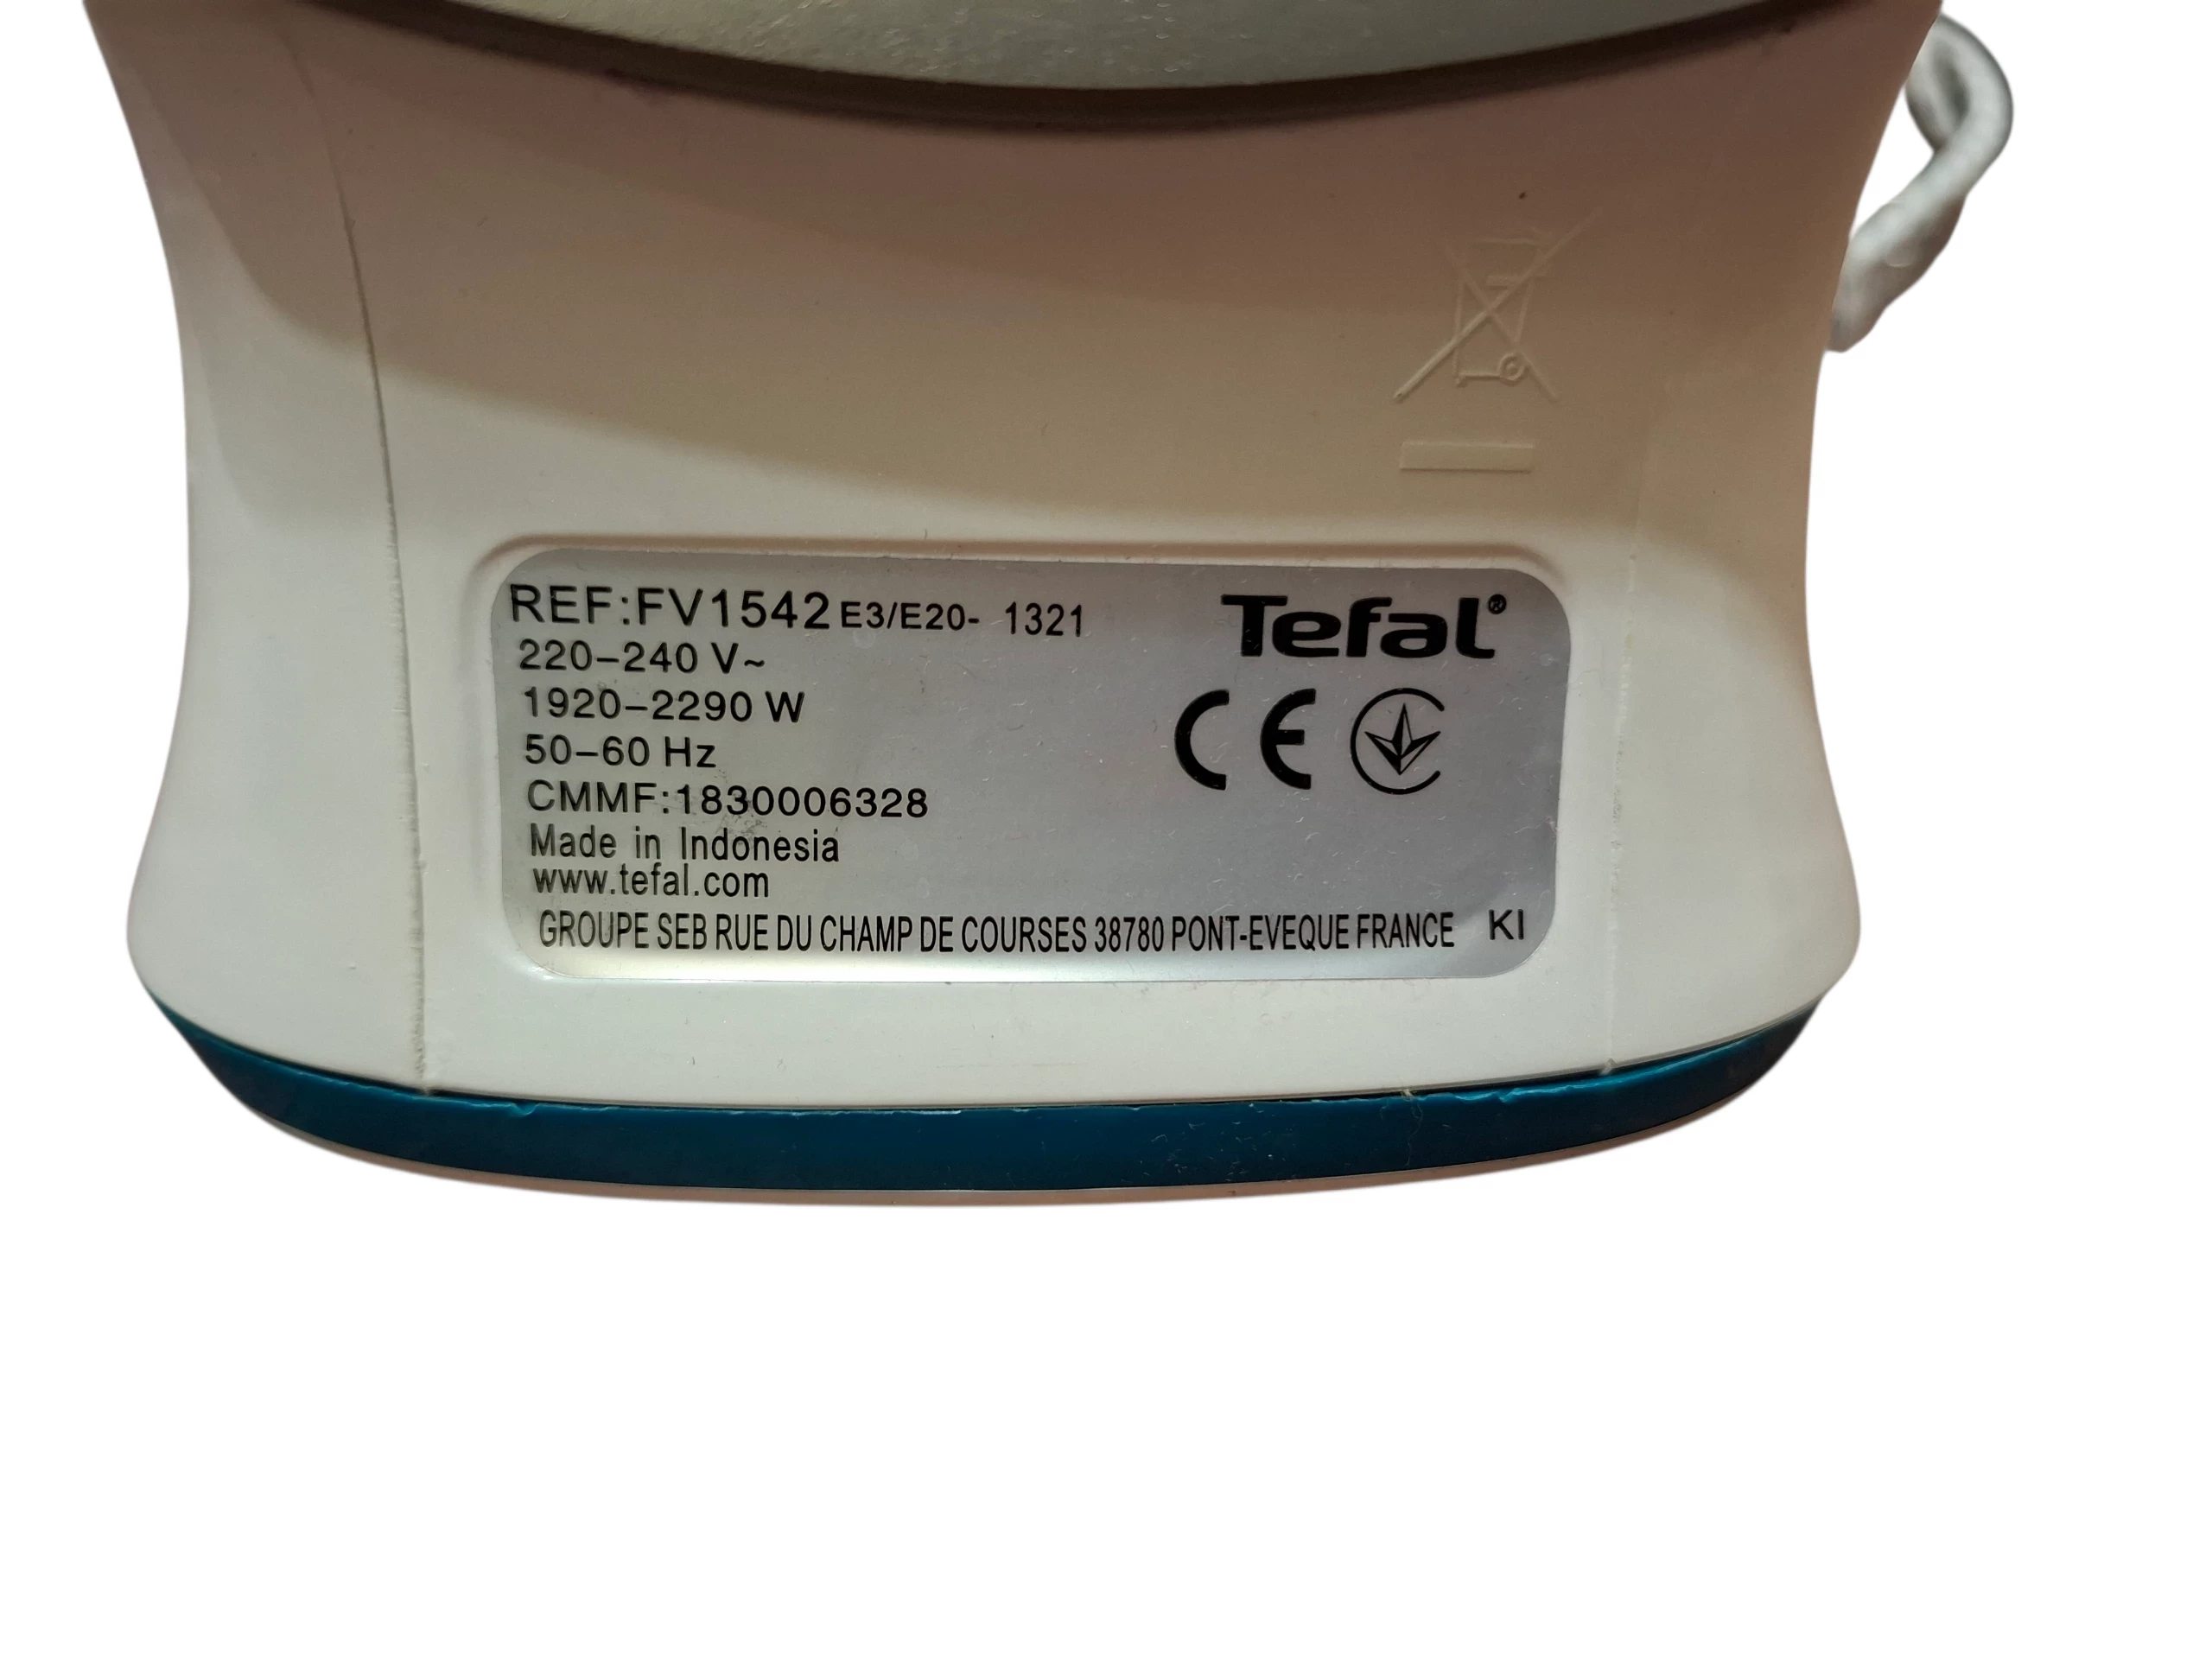 REF:FV1542 E3/E20- 1321
Tefal®
220–240 V~
1920–2290 W
50–60 Hz
CE
CMMF:1830006328
Made in Indonesia
www.tefal.com
GROUPE SEB RUE DU CHAMP DE COURSES 38780 PONT-EVEQUE FRANCE KI